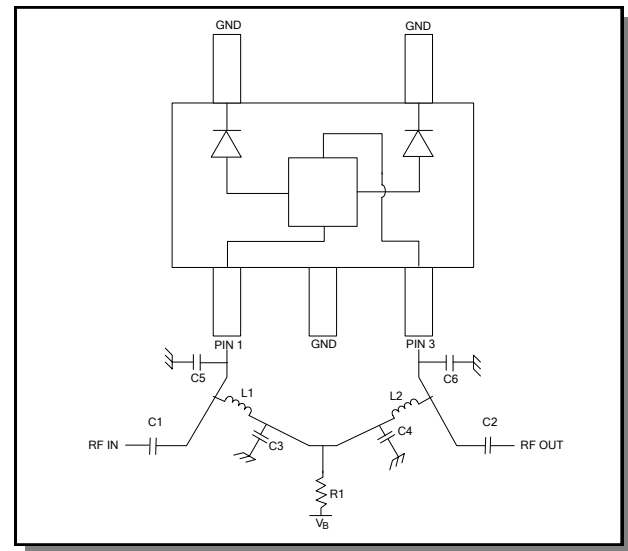 GND GND
PIN 1 GND PIN 3
C5 C6
L1 L2
C1 C3 C4 C2
RF IN RF OUT
R1
VB